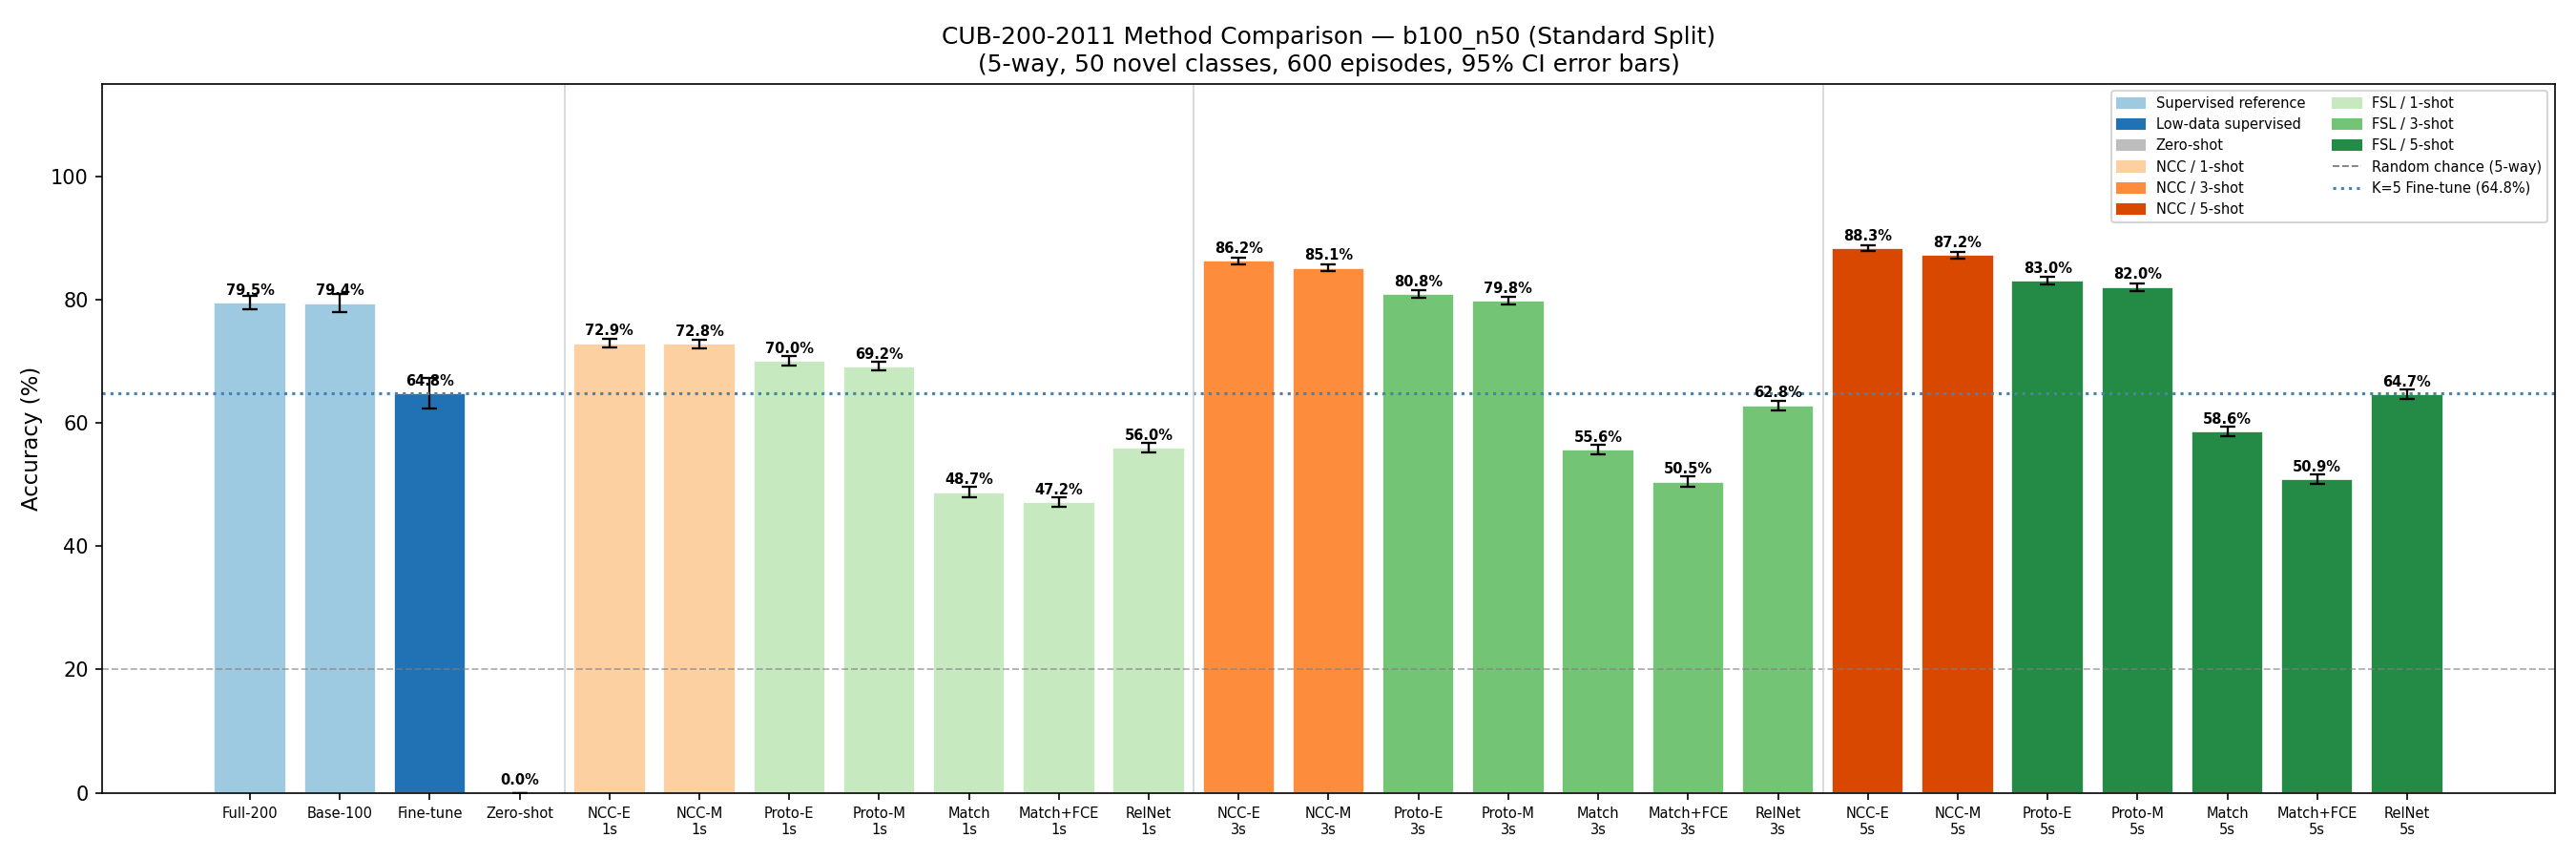 CUB-200-2011 Method Comparison — b100_n50 (Standard Split)
(5-way, 50 novel classes, 600 episodes, 95% CI error bars)
Accuracy (%)
100
80
60
40
20
0
Supervised reference
Low-data supervised
Zero-shot
NCC / 1-shot
NCC / 3-shot
NCC / 5-shot
FSL / 1-shot
FSL / 3-shot
FSL / 5-shot
Random chance (5-way)
K=5 Fine-tune (64.8%)
79.5%
79.4%
64.8%
0.0%
72.9%
72.8%
70.0%
69.2%
48.7%
47.2%
56.0%
86.2%
85.1%
80.8%
79.8%
55.6%
50.5%
62.8%
88.3%
87.2%
83.0%
82.0%
58.6%
50.9%
64.7%
Full-200
Base-100
Fine-tune
Zero-shot
NCC-E
1s
NCC-M
1s
Proto-E
1s
Proto-M
1s
Match
1s
Match+FCE
1s
RelNet
1s
NCC-E
3s
NCC-M
3s
Proto-E
3s
Proto-M
3s
Match
3s
Match+FCE
3s
RelNet
3s
NCC-E
5s
NCC-M
5s
Proto-E
5s
Proto-M
5s
Match
5s
Match+FCE
5s
RelNet
5s